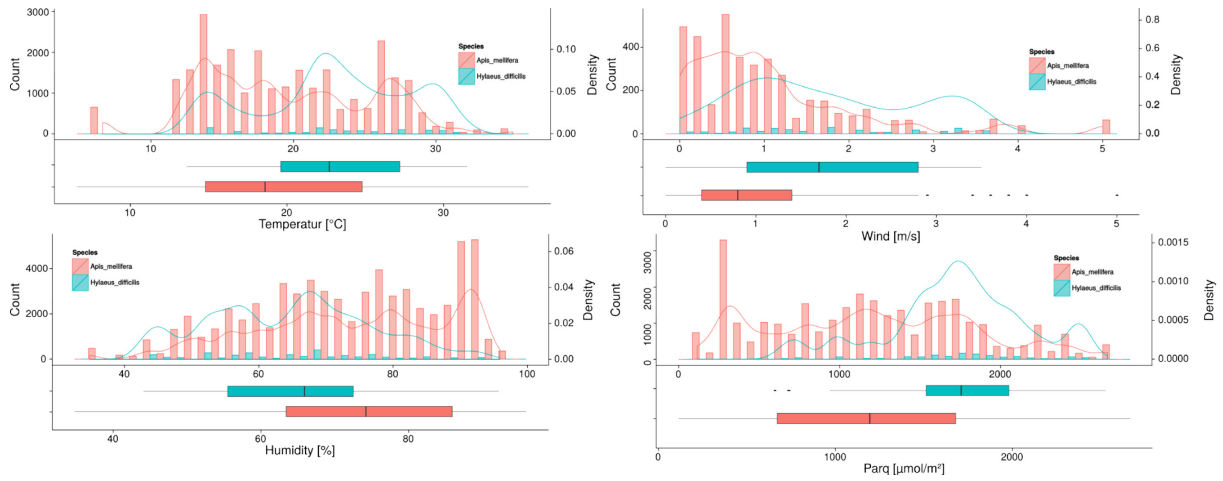 3000
2000
1000
0
Count
0.10
0.05
0.00
Density
Species
Apis_mellifera
Hylaeus_difficilis
10 20 30
10 20 30
Temperatur [°C]
400
200
0
Count
0.8
0.6
0.4
0.2
0.0
Density
Species
Apis_mellifera
Hylaeus_difficilis
0 1 2 3 4 5
0 1 2 3 4 5
Wind [m/s]
4000
2000
0
Count
0.06
0.04
0.02
0.00
Density
Species
Apis_mellifera
Hylaeus_difficilis
40 60 80 100
40 60 80
Humidity [%]
3000
2000
1000
0
Count
0.0015
0.0010
0.0005
0.0000
Density
Species
Apis_mellifera
Hylaeus_difficilis
0 1000 2000
0 1000 2000
Parq [µmol/m²]